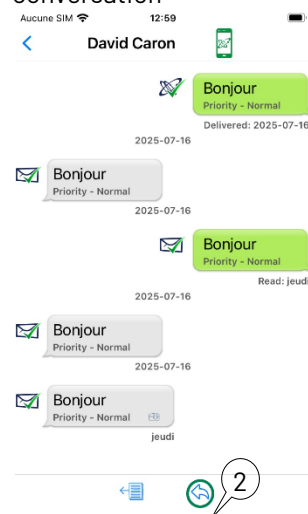 conversation
Aucune SIM 12:59
David Caron
Bonjour
Priority - Normal
Delivered: 2025-07-16
2025-07-16
Bonjour
Priority - Normal
2025-07-16
Bonjour
Priority - Normal
Read: jeudi
2025-07-16
Bonjour
Priority - Normal
2025-07-16
Bonjour
Priority - Normal
jeudi
2